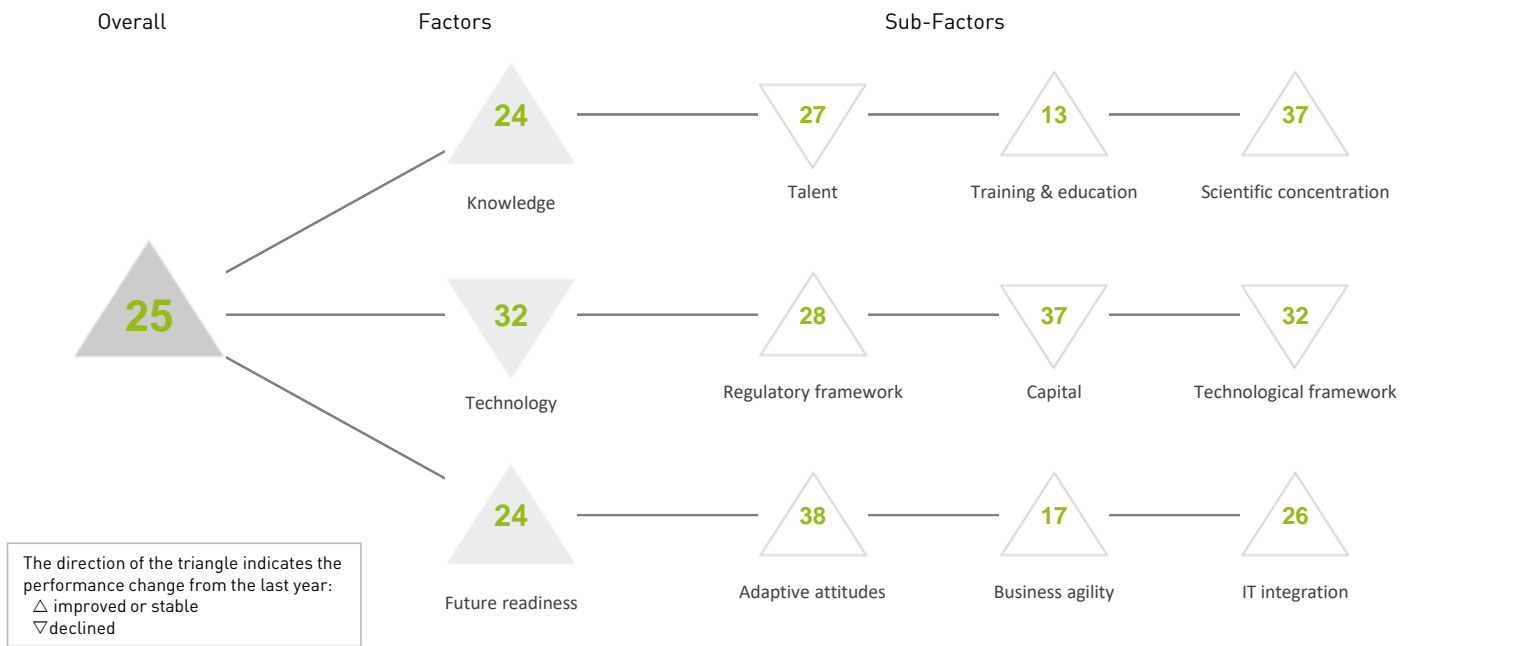 Overall Factors Sub-Factors
24 27 13 37
Knowledge Talent Training & education Scientific concentration
25 32 28 37 32
Technology Regulatory framework Capital Technological framework
24 38 17 26
Future readiness Adaptive attitudes Business agility IT integration
The direction of the triangle indicates the
performance change from the last year:
△ improved or stable
▽declined